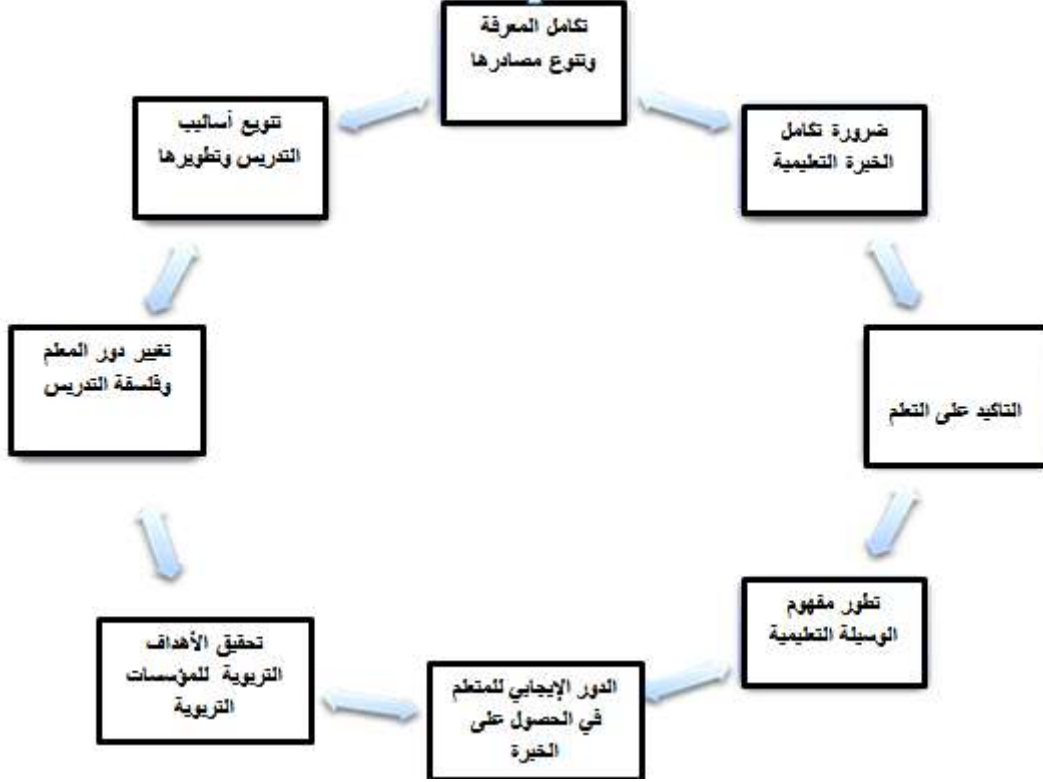 تكامل المعرفة
وتنوع مصادرها
ضرورة تكامل
الخبرة التعليمية
التاكيد على التعلم
تطور مفهوم
الوسيلة التعليمية
الدور الإيجابي للمتعلم
في الحصول على
الخبرة
تحقيق الأهداف
التربوية للمؤسسات
التربوية
تغيير دور المعلم
وفلسفة التدريس
تنويع أساليب
التدريس وتطويرها